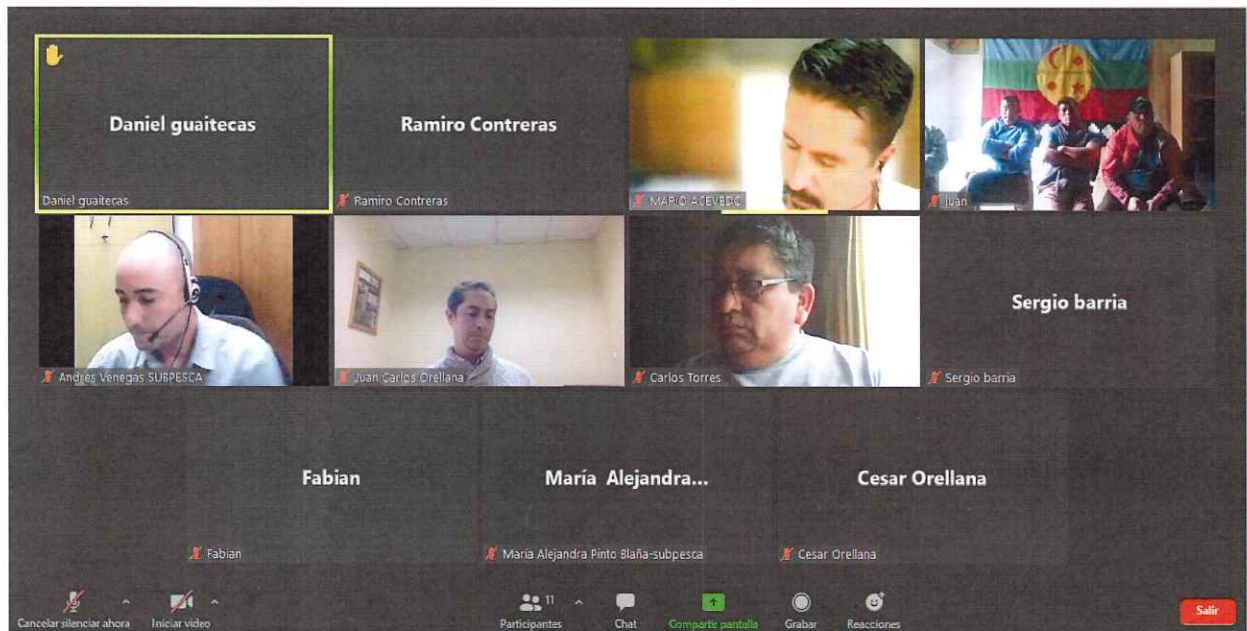 Daniel guaitecas
Daniel guaitecas
Ramiro Contreras
Ramiro Contreras
MARIO ACEVEDO
Juan
Andrés Venegas SUBPESCA
Juan Carlos Orellana
Carlos Torres
Sergio barria
Sergio barria
Fabian
Fabian
María Alejandra...
María Alejandra Pinto Blaña-subpesca
Cesar Orellana
Cesar Orellana
Cancelar silenciar ahora
Iniciar video
11
Participantes
Chat
Compartir pantalla
Grabar
Reacciones
Salir